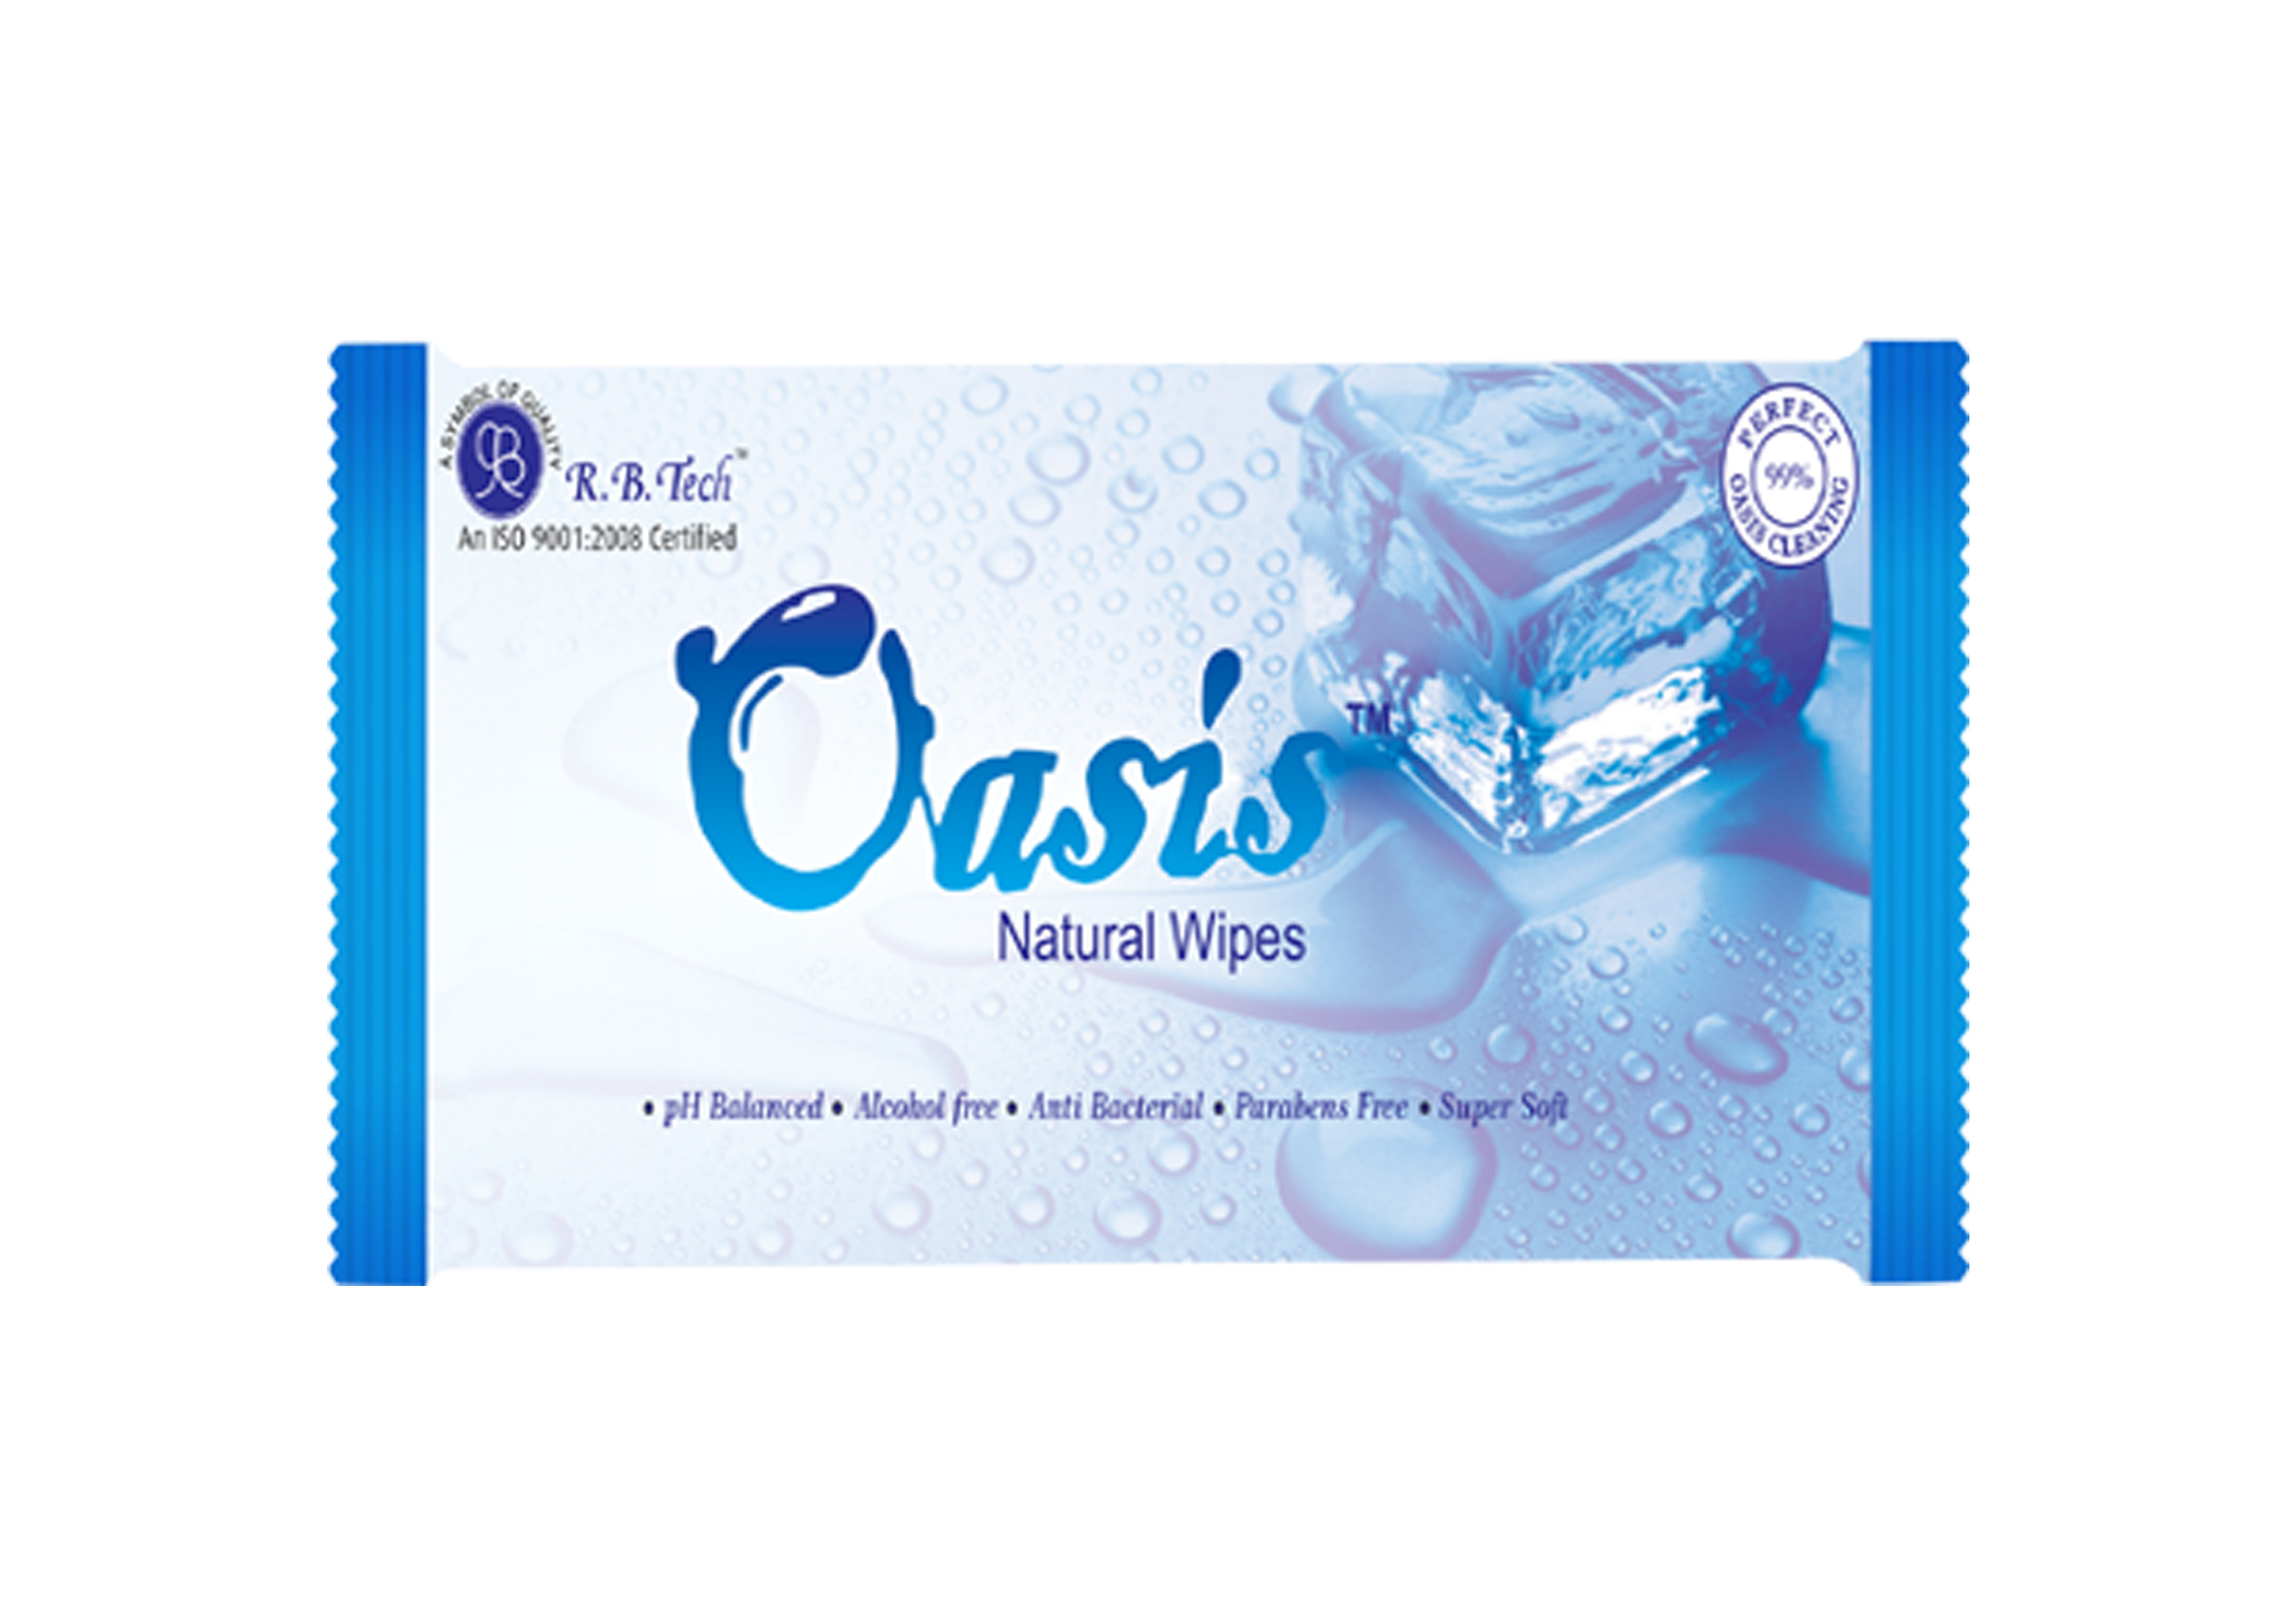 A SYMBOL OF QUALITY
R.B.Tech™
An ISO 9001:2008 Certified
PERFECT
99%
OASIS CLEANING
Oasis™
Natural Wipes
• pH Balanced • Alcohol free • Anti Bacterial • Parabens Free • Super Soft